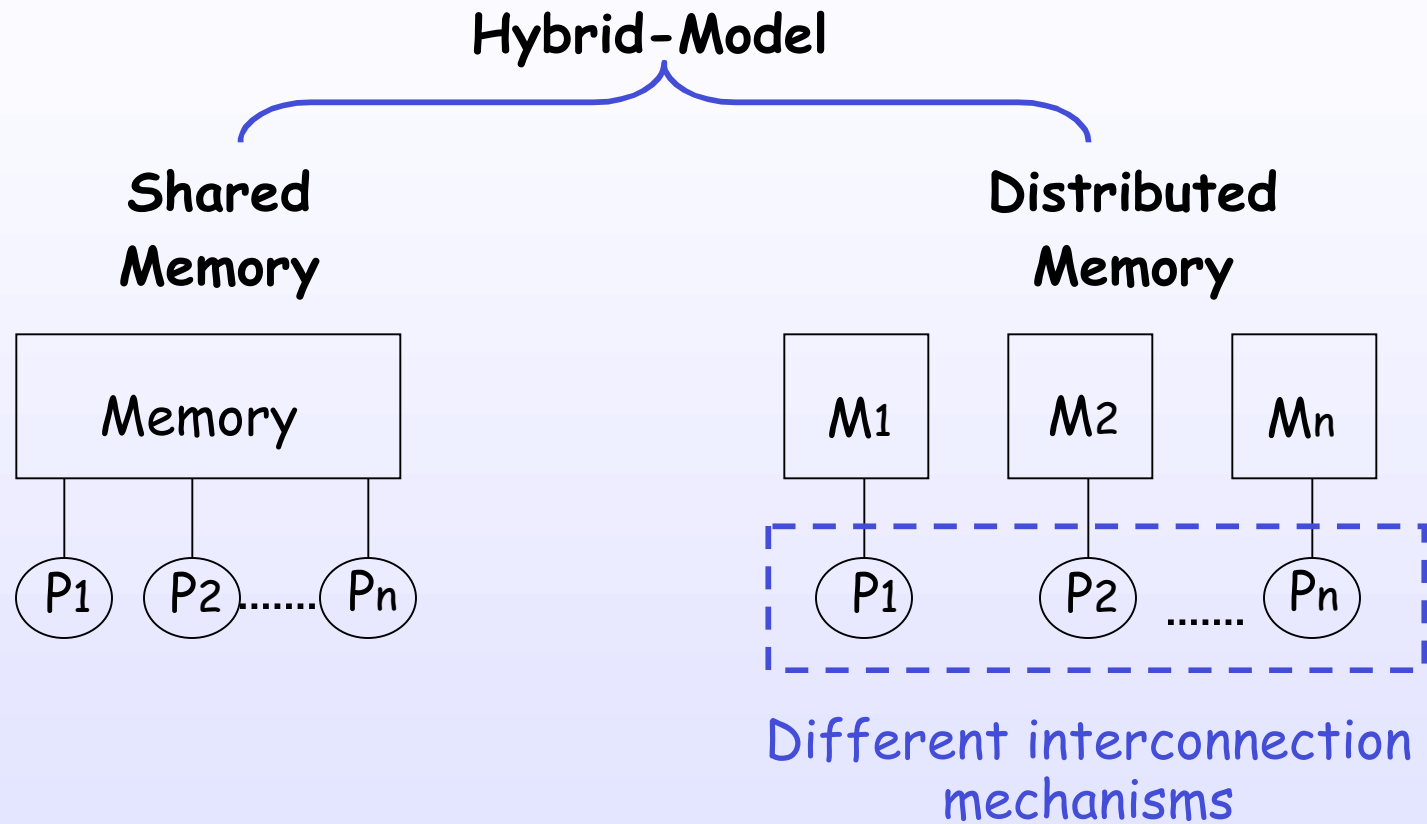 Hybrid-Model
Shared
Memory
Memory
P1 P2 ....... Pn
Distributed
Memory
M1 M2 Mn
P1 P2 ....... Pn
Different interconnection
mechanisms